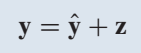 y = ŷ + z